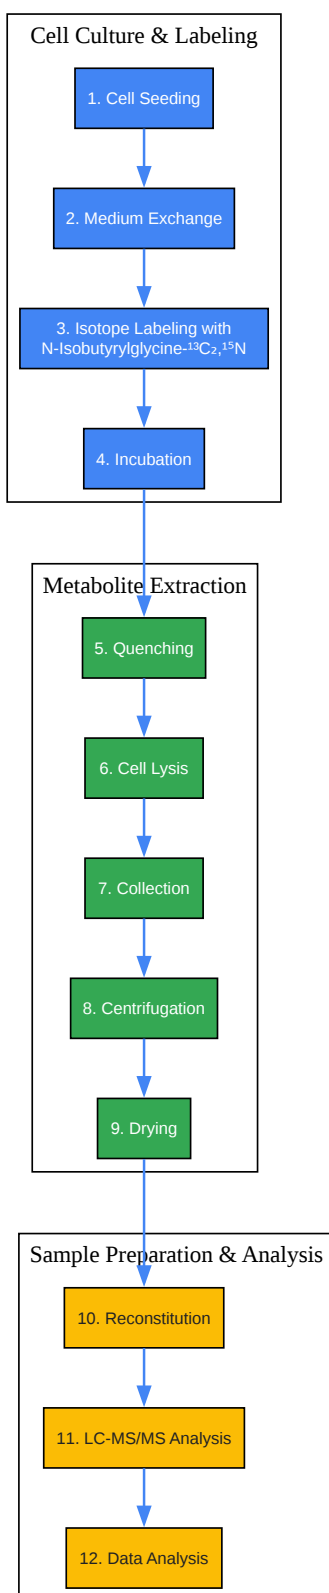 Cell Culture & Labeling
1. Cell Seeding
2. Medium Exchange
3. Isotope Labeling with
N-Isobutyrylglycine-¹³C₂,¹⁵N
4. Incubation
Metabolite Extraction
5. Quenching
6. Cell Lysis
7. Collection
8. Centrifugation
9. Drying
Sample Preparation & Analysis
10. Reconstitution
11. LC-MS/MS Analysis
12. Data Analysis